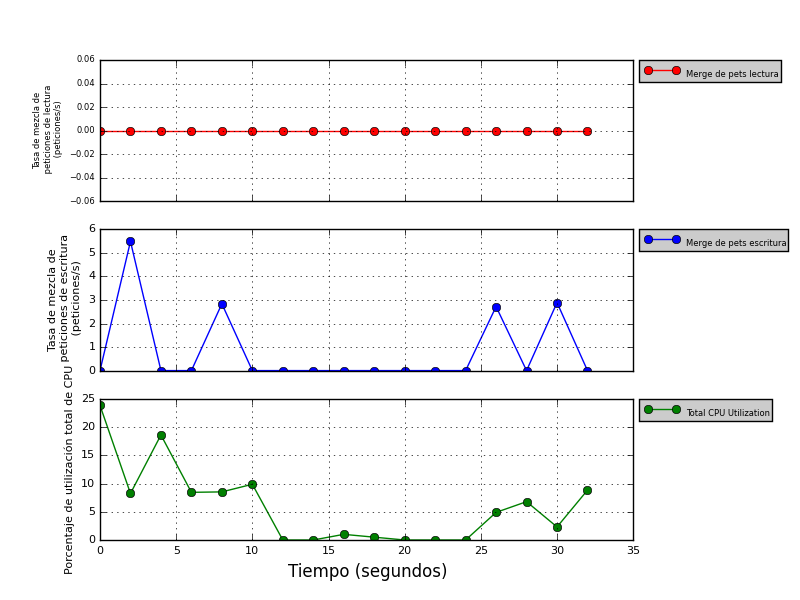 Tasa de mezcla de
peticiones de lectura
(peticiones/s)
0.06
0.04
0.02
0.00
−0.02
−0.04
−0.06
Merge de pets lectura
Tasa de mezcla de
peticiones de escritura
(peticiones/s)
6
5
4
3
2
1
0
Merge de pets escritura
Porcentaje de utilización total de CPU
25
20
15
10
5
0
Total CPU Utilization
0 5 10 15 20 25 30 35
Tiempo (segundos)